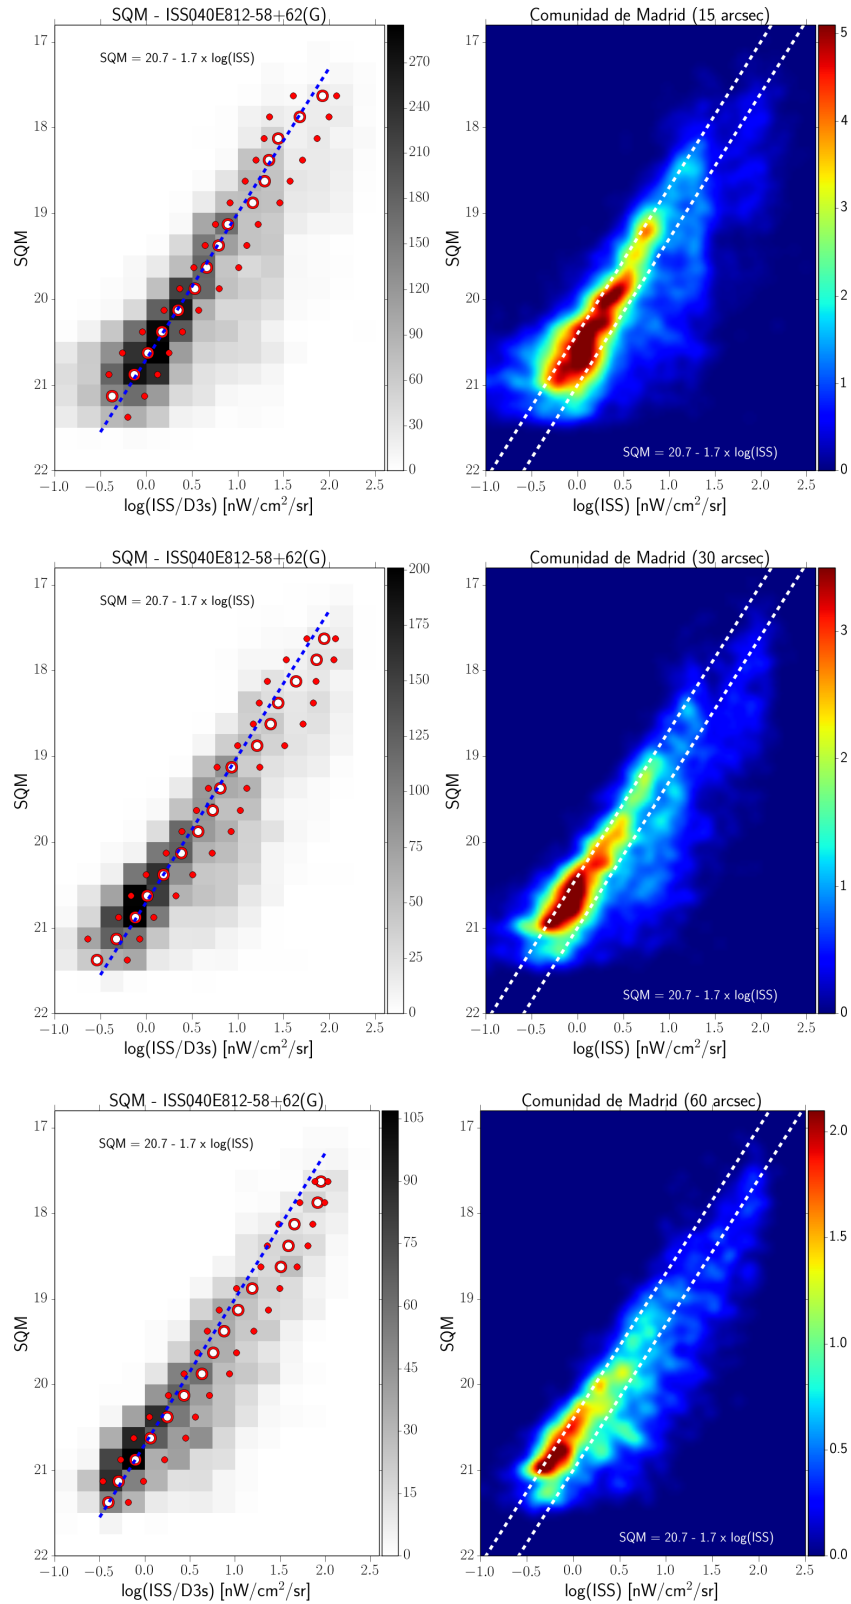 SQM - ISS040E812-58+62(G)
SQM = 20.7 - 1.7 x log(ISS)
17
18
19
20
21
22
SQM
−1.0 −0.5 0.0 0.5 1.0 1.5 2.0 2.5
log(ISS/D3s) [nW/cm²/sr]
270
240
210
180
150
120
90
60
30
0
Comunidad de Madrid (15 arcsec)
17
18
19
20
21
22
SQM
SQM = 20.7 - 1.7 x log(ISS)
−1.0 −0.5 0.0 0.5 1.0 1.5 2.0 2.5
log(ISS) [nW/cm²/sr]
5
4
3
2
1
0
SQM - ISS040E812-58+62(G)
SQM = 20.7 - 1.7 x log(ISS)
17
18
19
20
21
22
SQM
−1.0 −0.5 0.0 0.5 1.0 1.5 2.0 2.5
log(ISS/D3s) [nW/cm²/sr]
200
175
150
125
100
75
50
25
0
Comunidad de Madrid (30 arcsec)
17
18
19
20
21
22
SQM
SQM = 20.7 - 1.7 x log(ISS)
−1.0 −0.5 0.0 0.5 1.0 1.5 2.0 2.5
log(ISS) [nW/cm²/sr]
3
2
1
0
SQM - ISS040E812-58+62(G)
SQM = 20.7 - 1.7 x log(ISS)
17
18
19
20
21
22
SQM
−1.0 −0.5 0.0 0.5 1.0 1.5 2.0 2.5
log(ISS/D3s) [nW/cm²/sr]
105
90
75
60
45
30
15
0
Comunidad de Madrid (60 arcsec)
17
18
19
20
21
22
SQM
SQM = 20.7 - 1.7 x log(ISS)
−1.0 −0.5 0.0 0.5 1.0 1.5 2.0 2.5
log(ISS) [nW/cm²/sr]
2.0
1.5
1.0
0.5
0.0